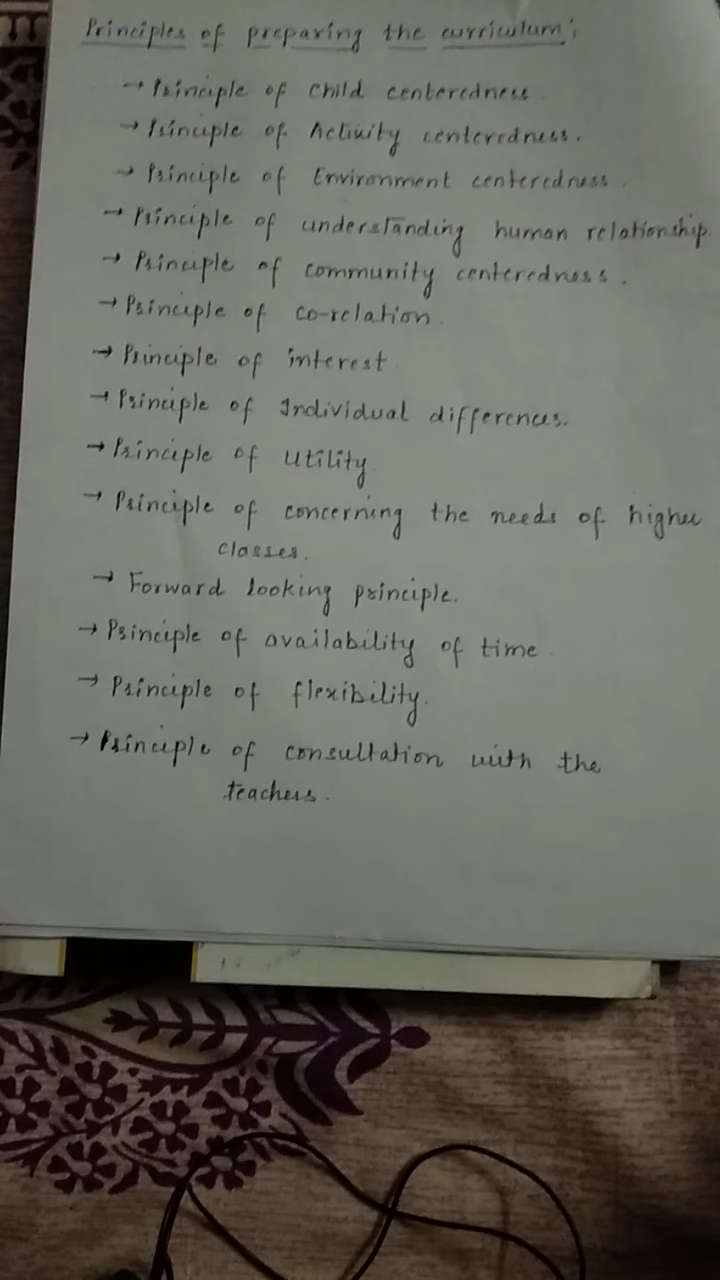 Principles of preparing the curriculum:
→ Principle of child centeredness.
→ Principle of Activity centeredness.
→ Principle of Environment centeredness.
→ Principle of understanding human relationship.
→ Principle of community centeredness.
→ Principle of co-relation.
→ Principle of interest
→ Principle of Individual differences.
→ Principle of Utility
→ Principle of concerning the needs of higher
classes.
→ Forward looking principle.
→ Principle of availability of time.
→ Principle of flexibility.
→ Principle of consultation with the
teachers.